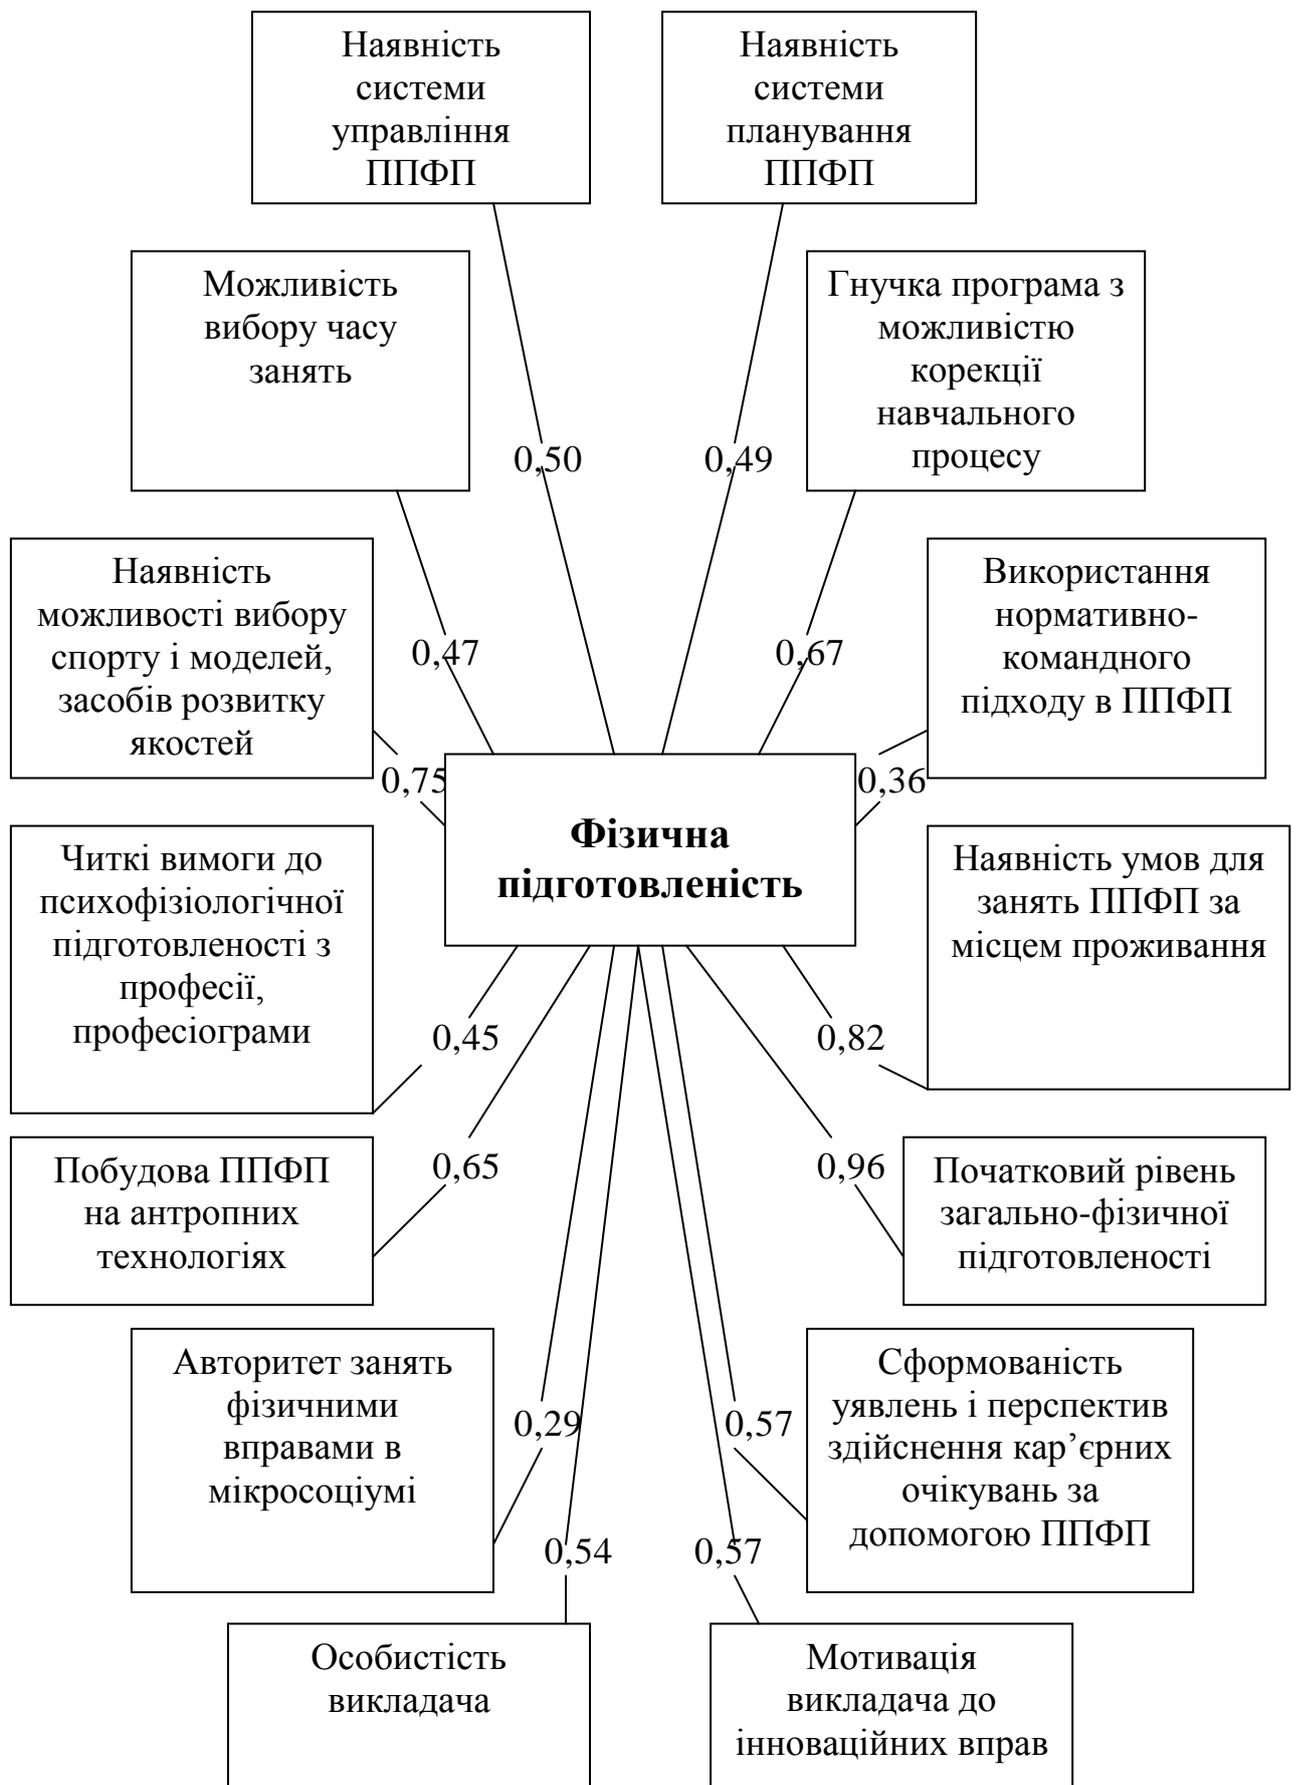 Наявність
системи
управління
ППФП
Наявність
системи
планування
ППФП
Можливість
вибору часу
занять
Гнучка програма з
можливістю
корекції
навчального
процесу
0,50
0,49
Наявність
можливості вибору
спорту і моделей,
засобів розвитку
якостей
0,47
0,67
Використання
нормативно-
командного
підходу в ППФП
0,75
0,36
Фізична
підготовленість
Читкі вимоги до
психофізіологічної
підготовленості з
професії,
професіограми
Наявність умов для
занять ППФП за
місцем проживання
0,45
0,82
Побудова ППФП
на антропних
технологіях
0,65
0,96
Початковий рівень
загально-фізичної
підготовленості
Авторитет занять
фізичними
вправами в
мікросоціумі
0,29
0,57
Сформованість
уявлень і перспектив
здійснення кар’єрних
очікувань за
допомогою ППФП
0,54
0,57
Особистість
викладача
Мотивація
викладача до
інноваційних вправ